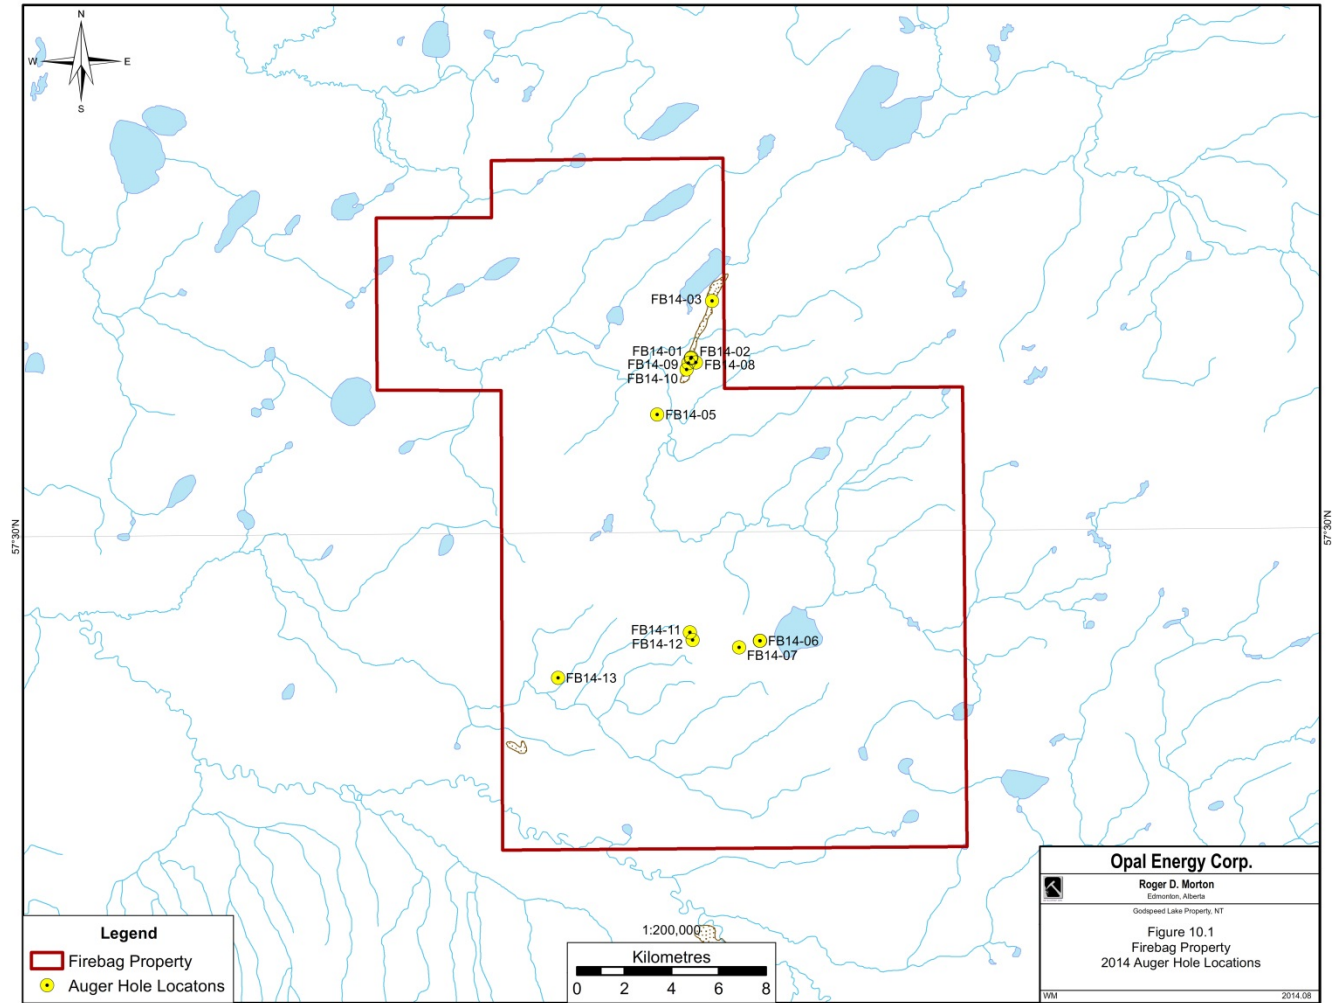 N
W E
S
FB14-03
FB14-01 FB14-02
FB14-09 FB14-08
FB14-10
FB14-05
57°30'N 57°30'N
FB14-11
FB14-12 FB14-06
FB14-07
FB14-13
Legend
Firebag Property
Auger Hole Locatons
1:200,000
Kilometres
0 2 4 6 8
Opal Energy Corp.
Roger D. Morton
Edmonton, Alberta
Godspeed Lake Property, NT
Figure 10.1
Firebag Property
2014 Auger Hole Locations
WM 2014.08